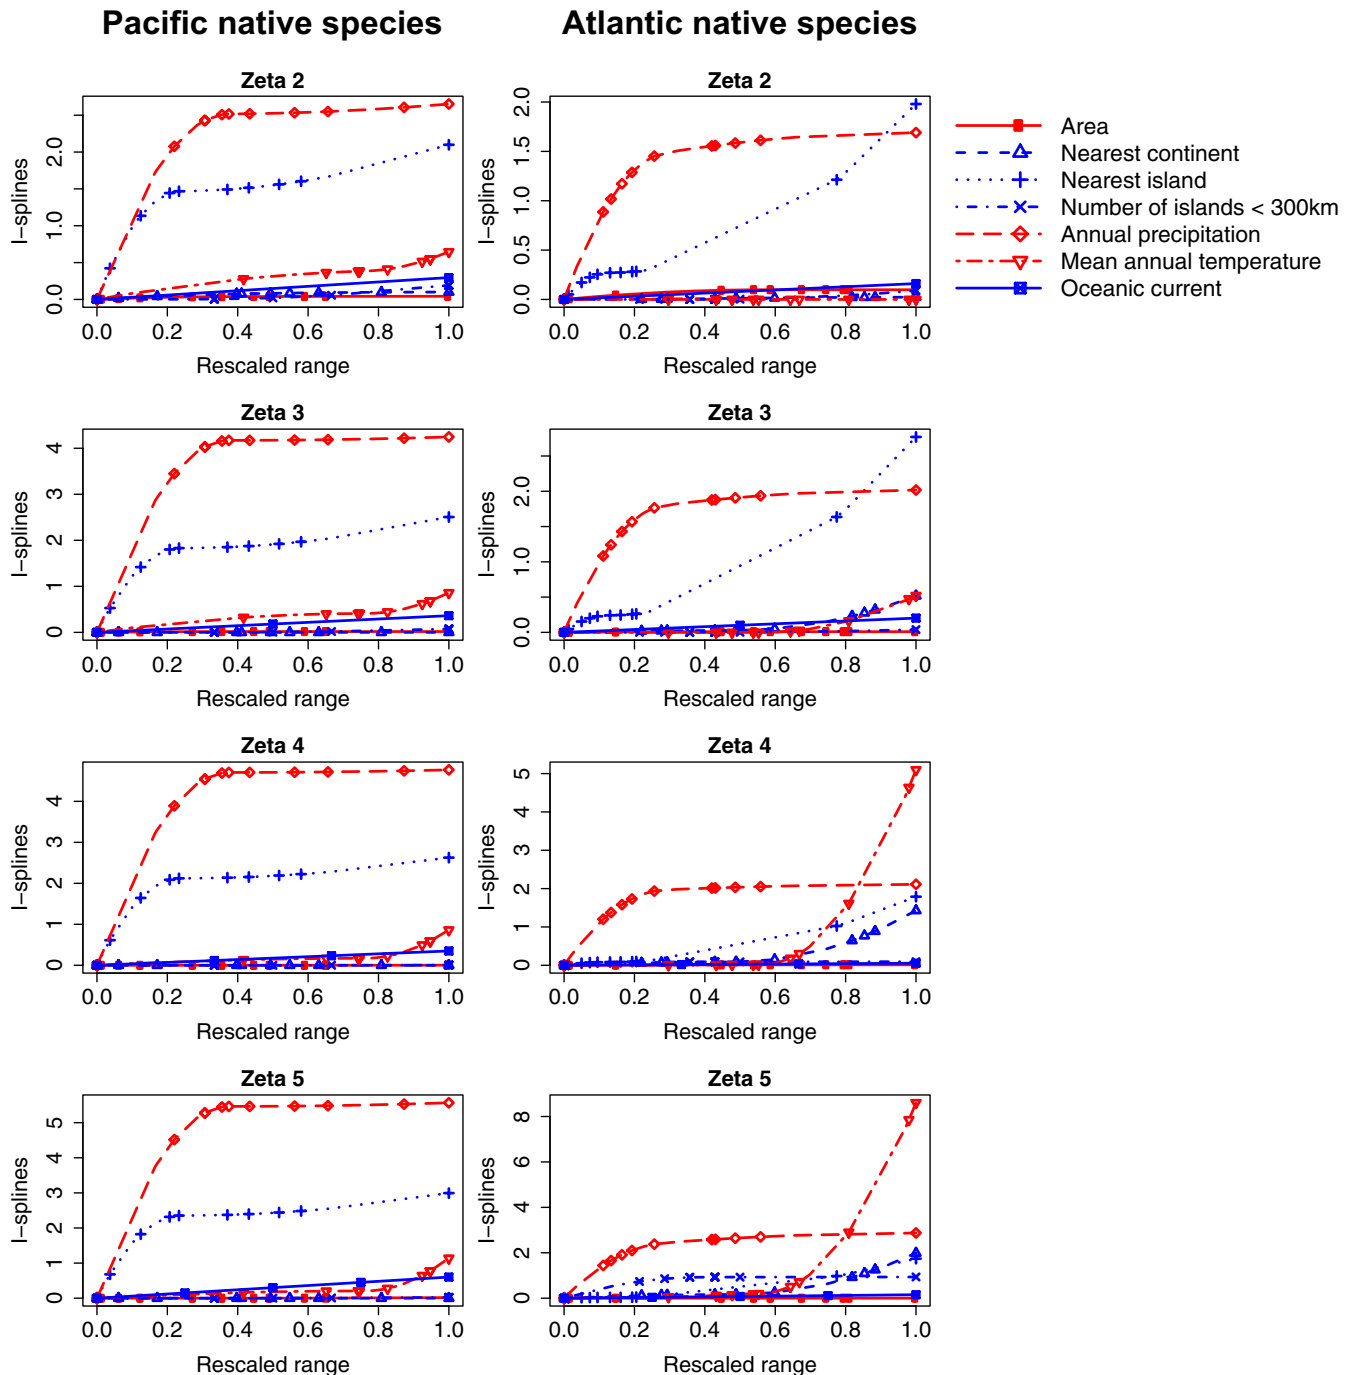 Pacific native species
Atlantic native species
Zeta 2
I−splines
0.0 1.0 2.0
0.0 0.2 0.4 0.6 0.8 1.0
Rescaled range
Zeta 2
I−splines
0.0 0.5 1.0 1.5 2.0
0.0 0.2 0.4 0.6 0.8 1.0
Rescaled range
Area
Nearest continent
Nearest island
Number of islands < 300km
Annual precipitation
Mean annual temperature
Oceanic current
Zeta 3
I−splines
0 1 2 3 4
0.0 0.2 0.4 0.6 0.8 1.0
Rescaled range
Zeta 3
I−splines
0.0 1.0 2.0
0.0 0.2 0.4 0.6 0.8 1.0
Rescaled range
Zeta 4
I−splines
0 1 2 3 4
0.0 0.2 0.4 0.6 0.8 1.0
Rescaled range
Zeta 4
I−splines
0 1 2 3 4 5
0.0 0.2 0.4 0.6 0.8 1.0
Rescaled range
Zeta 5
I−splines
0 1 2 3 4 5
0.0 0.2 0.4 0.6 0.8 1.0
Rescaled range
Zeta 5
I−splines
0 2 4 6 8
0.0 0.2 0.4 0.6 0.8 1.0
Rescaled range